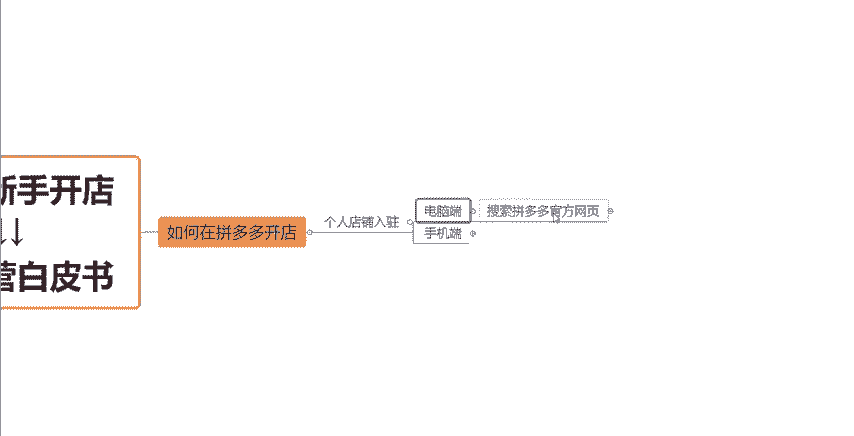 新手开店
↓↓
营白皮书
如何在拼多多开店
个人店铺入驻
电脑端
搜索拼多多官方网页
手机端